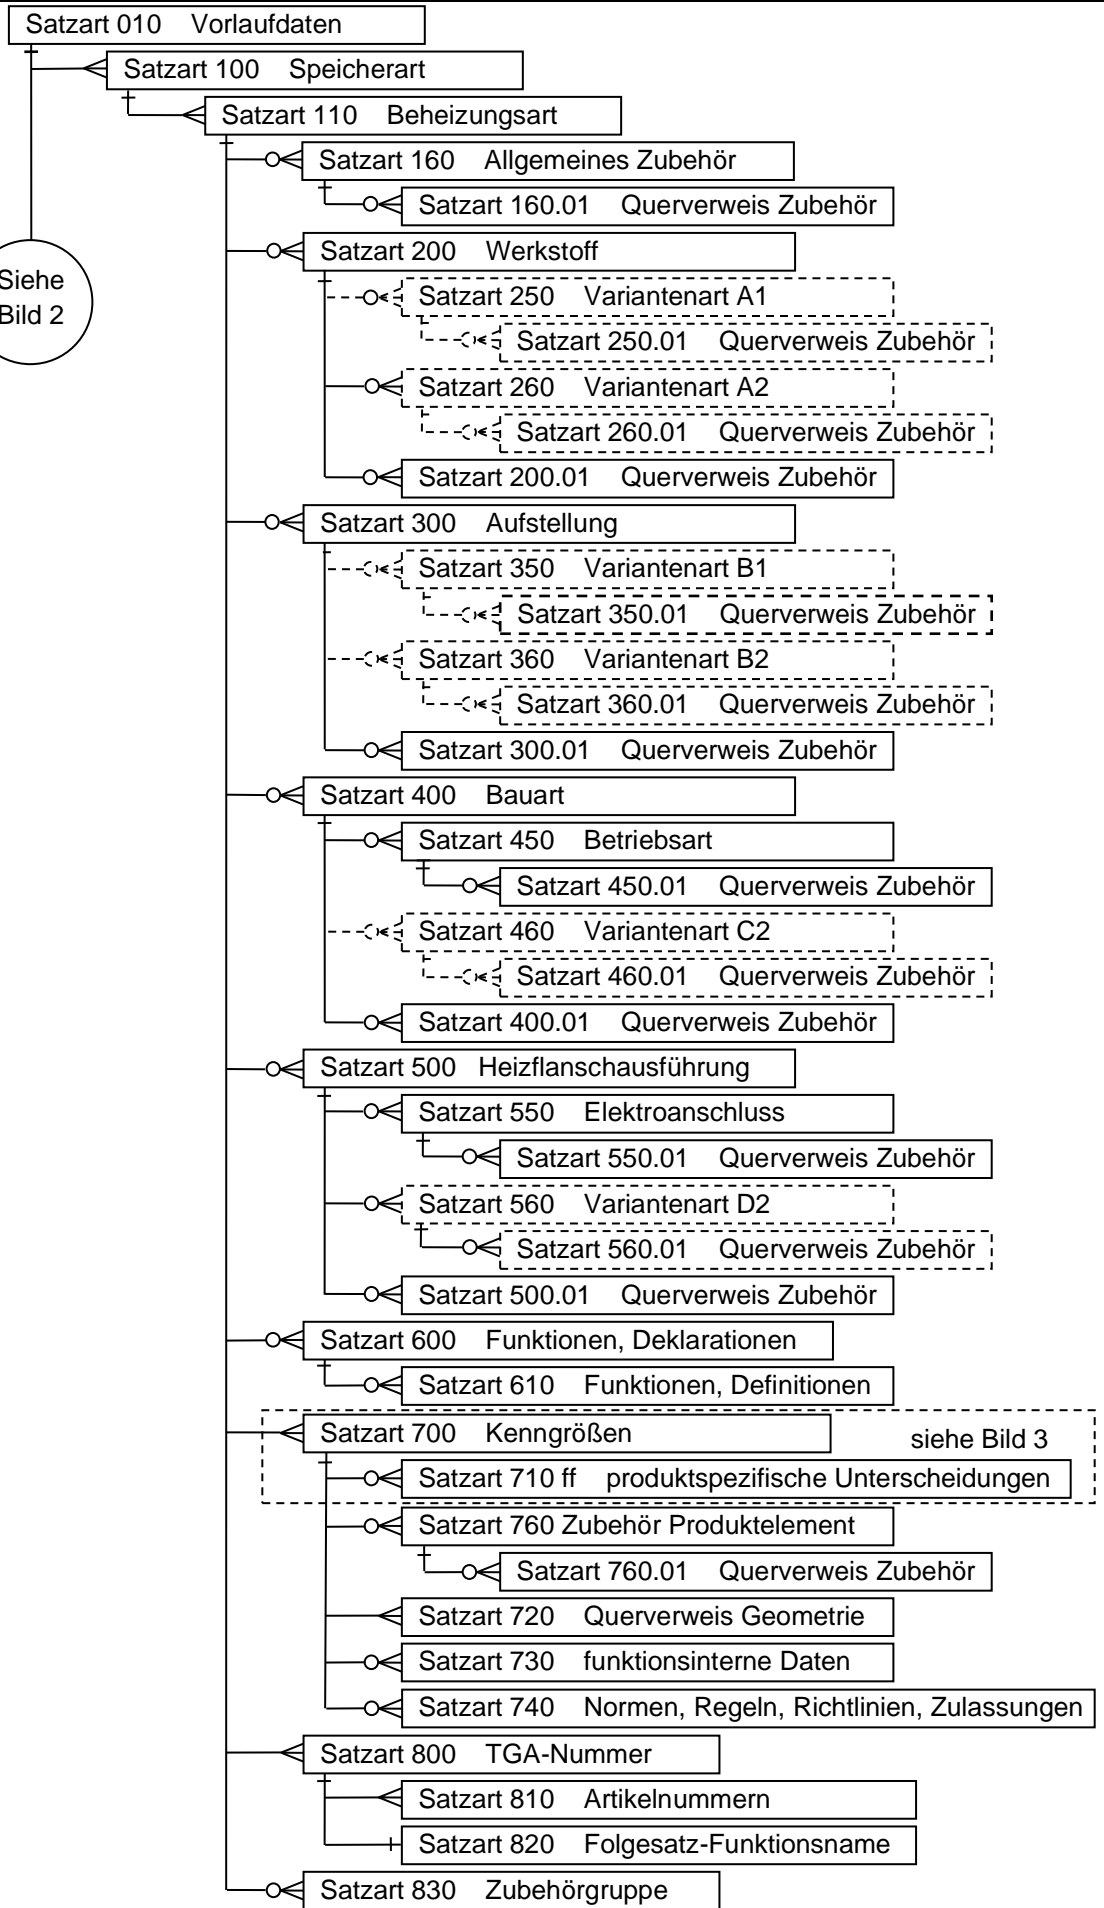 Satzart 010 Vorlaufdaten
Satzart 100 Speicherart
Satzart 110 Beheizungsart
Satzart 160 Allgemeines Zubehör
Satzart 160.01 Querverweis Zubehör
Satzart 200 Werkstoff
Siehe
Bild 2
Satzart 250 Variantenart A1
Satzart 250.01 Querverweis Zubehör
Satzart 260 Variantenart A2
Satzart 260.01 Querverweis Zubehör
Satzart 200.01 Querverweis Zubehör
Satzart 300 Aufstellung
Satzart 350 Variantenart B1
Satzart 350.01 Querverweis Zubehör
Satzart 360 Variantenart B2
Satzart 360.01 Querverweis Zubehör
Satzart 300.01 Querverweis Zubehör
Satzart 400 Bauart
Satzart 450 Betriebsart
Satzart 450.01 Querverweis Zubehör
Satzart 460 Variantenart C2
Satzart 460.01 Querverweis Zubehör
Satzart 400.01 Querverweis Zubehör
Satzart 500 Heizflanschausführung
Satzart 550 Elektroanschluss
Satzart 550.01 Querverweis Zubehör
Satzart 560 Variantenart D2
Satzart 560.01 Querverweis Zubehör
Satzart 500.01 Querverweis Zubehör
Satzart 600 Funktionen, Deklarationen
Satzart 610 Funktionen, Definitionen
Satzart 700 Kenngrößen
siehe Bild 3
Satzart 710 ff produktspezifische Unterscheidungen
Satzart 760 Zubehör Produktelement
Satzart 760.01 Querverweis Zubehör
Satzart 720 Querverweis Geometrie
Satzart 730 funktionsinterne Daten
Satzart 740 Normen, Regeln, Richtlinien, Zulassungen
Satzart 800 TGA-Nummer
Satzart 810 Artikelnummern
Satzart 820 Folgesatz-Funktionsname
Satzart 830 Zubehörgruppe